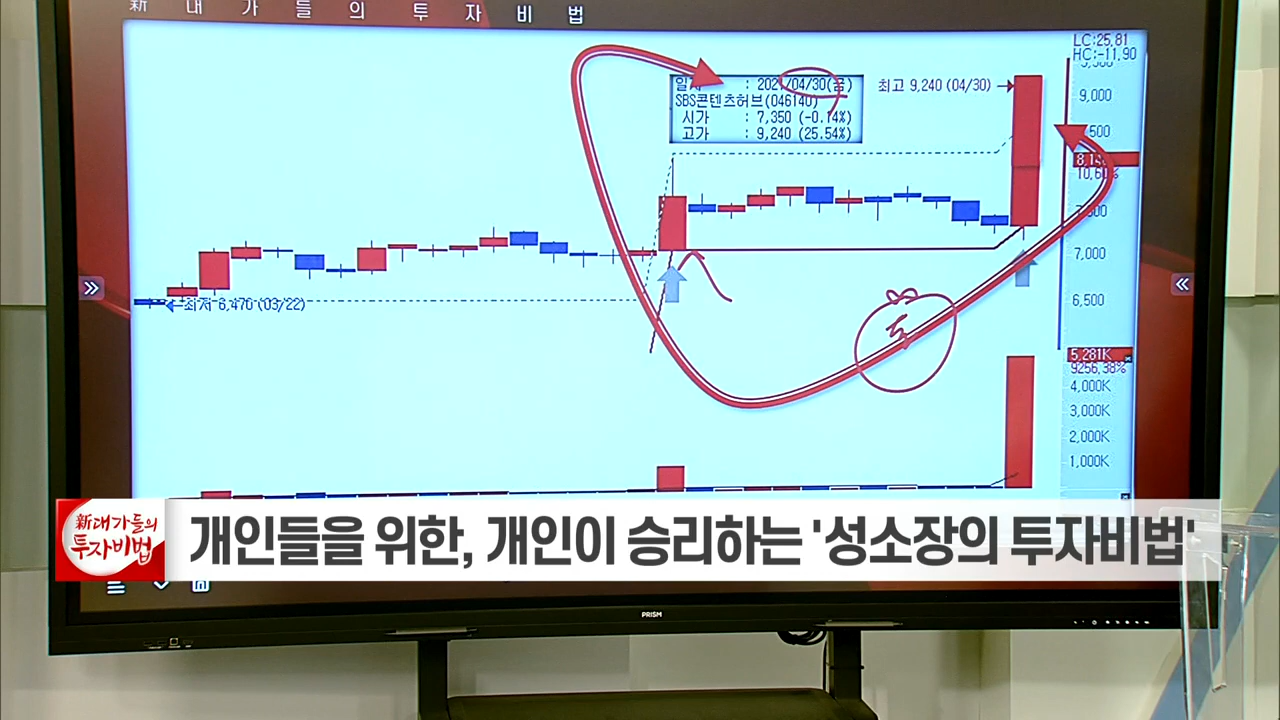 新 대 가 들 의 투 자 비 법
LC:25,81
HC:-11,90
일자 : 2021/04/30(금)
SBS콘텐츠허브(046140)
시가 : 7,350 (-0.14%)
고가 : 9,240 (25.54%)
최고 9,240 (04/30)
9,000
10,60%
7,000
6,500
최저 6,470 (03/22)
5,281K
9256,38%
4,000K
3,000K
2,000K
1,000K
新대가들의
투자비법
개인들을 위한, 개인이 승리하는 '성소장의 투자비법'
PRISM